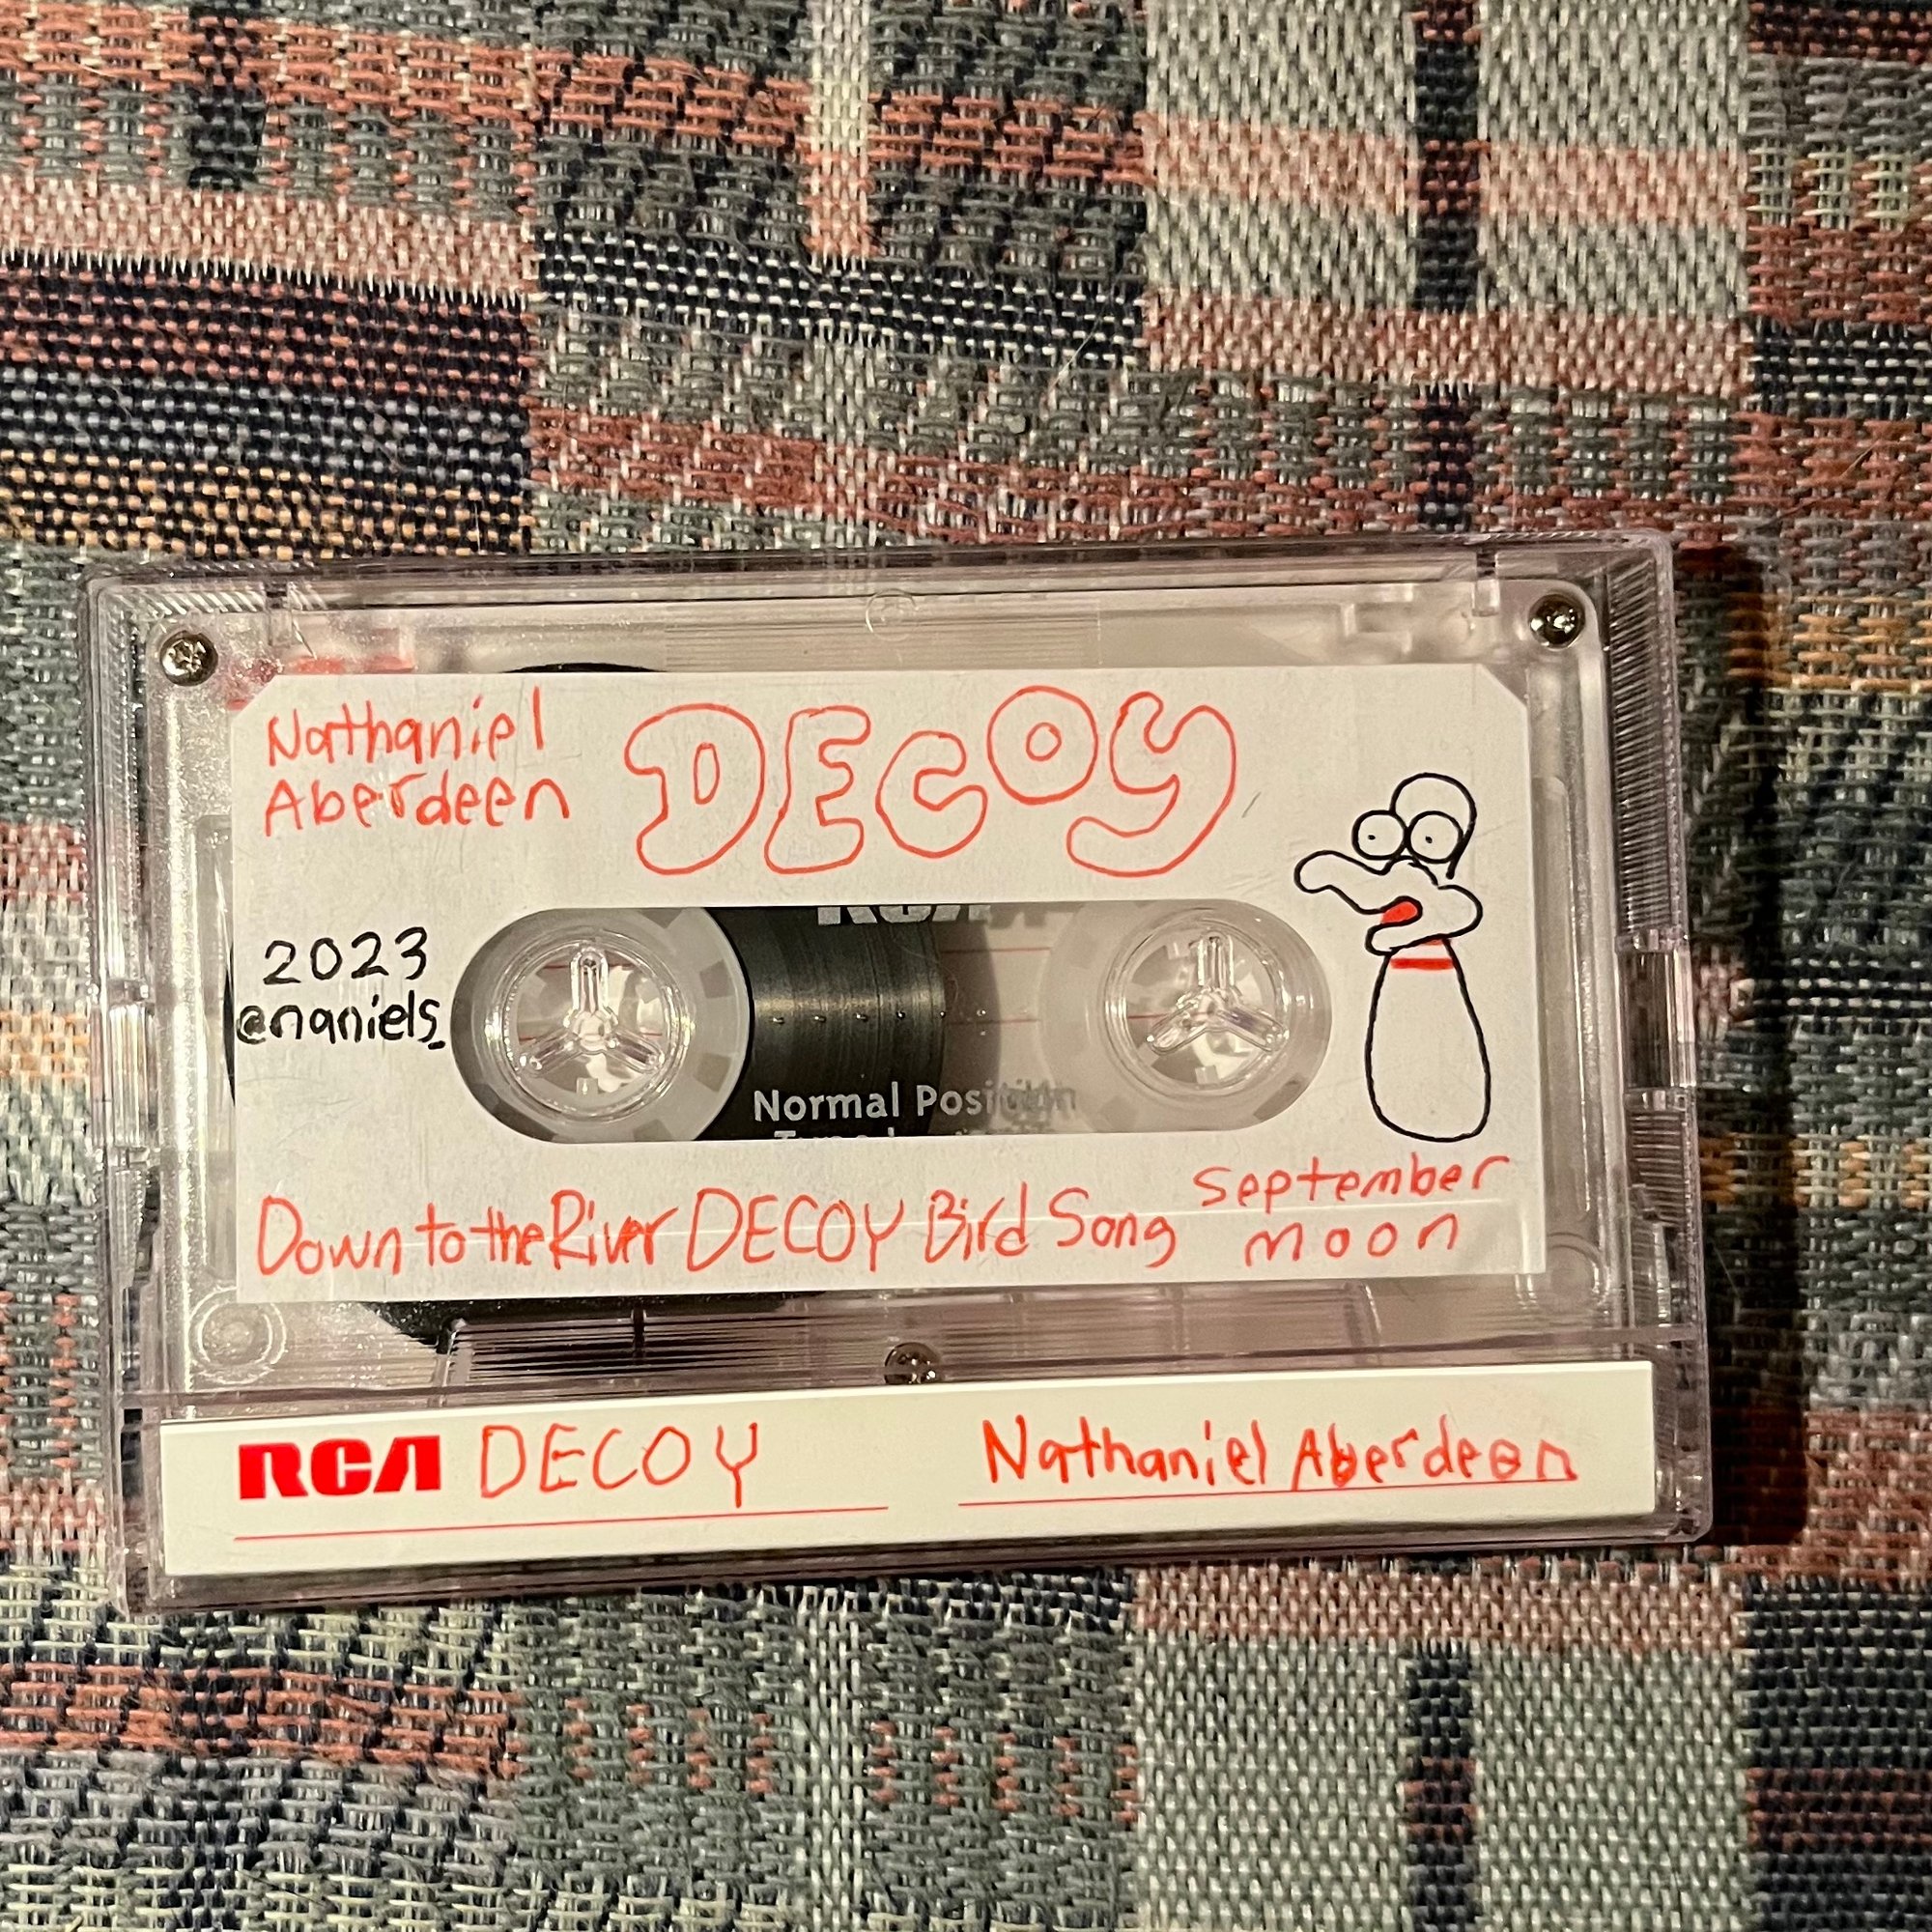 Nathaniel
Aberdeen
DECOY
2023
@naniels_
Normal Position
Down to the River DECOY Bird Song September
moon
RCA DECOY Nathaniel Aberdeen